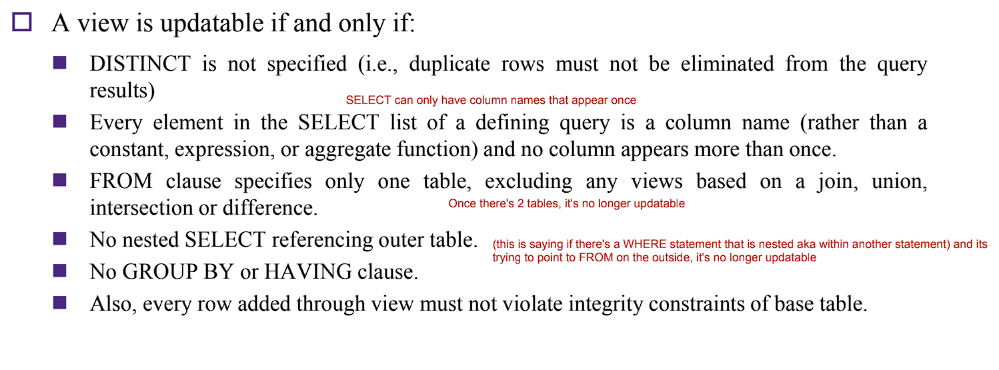 A view is updatable if and only if:
DISTINCT is not specified (i.e., duplicate rows must not be eliminated from the query
results)
SELECT can only have column names that appear once
Every element in the SELECT list of a defining query is a column name (rather than a
constant, expression, or aggregate function) and no column appears more than once.
FROM clause specifies only one table, excluding any views based on a join, union,
intersection or difference.
Once there's 2 tables, it's no longer updatable
No nested SELECT referencing outer table.
(this is saying if there's a WHERE statement that is nested aka within another statement) and its
trying to point to FROM on the outside, it's no longer updatable
No GROUP BY or HAVING clause.
Also, every row added through view must not violate integrity constraints of base table.